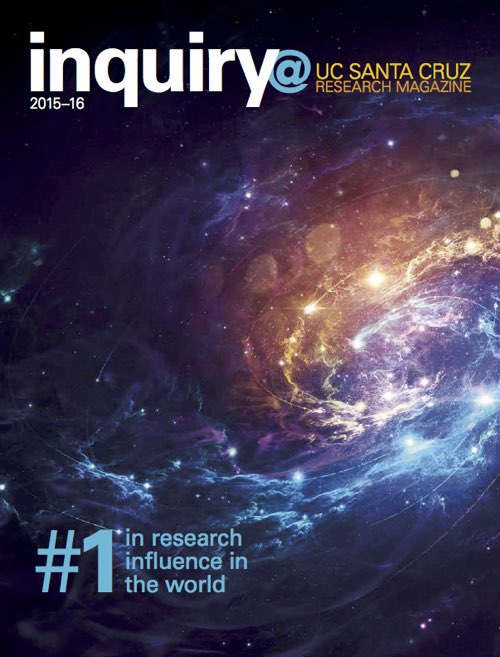 inquiry@ UC SANTA CRUZ
RESEARCH MAGAZINE
2015–16
#1 in research
influence in
the world